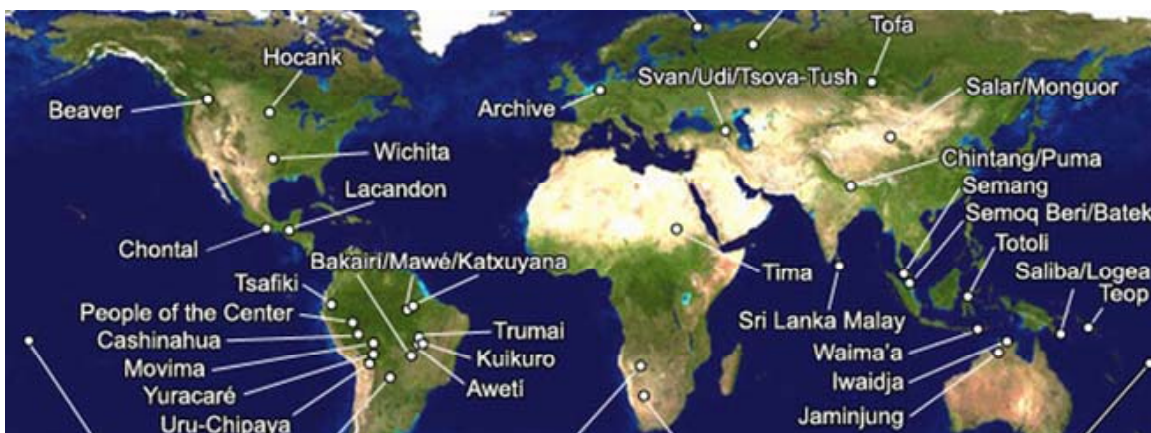 Tofa
Hocank
Svan/Udi/Tsova-Tush
Salar/Monguor
Beaver
Archive
Wichita
Chintang/Puma
Lacandon
Semang
Semoq Beri/Batek
Chontal
Totoli
Bakairi/Mawé/Katxuyana
Tima
Saliba/Logea
Tsafiki
Teop
People of the Center
Trumai
Sri Lanka Malay
Cashinahua
Kuikuro
Waima'a
Movima
Aweti
Iwaidja
Yuracaré
Jaminjung
Uru-Chipaya